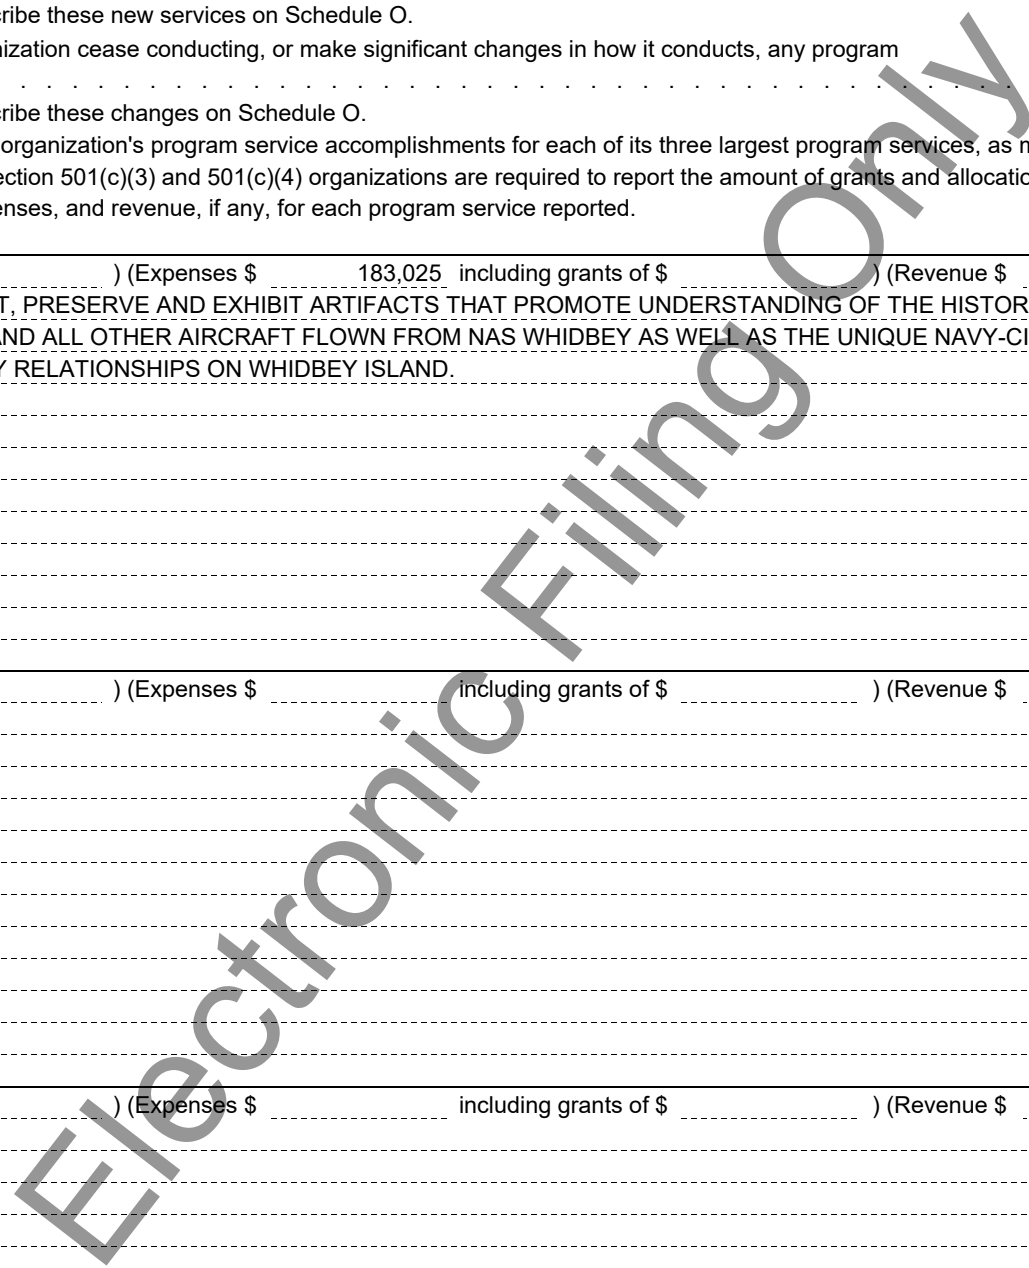 cribe these new services on Schedule O.
nization cease conducting, or make significant changes in how it conducts, any program
. . . . . . . . . . . . . . . . . . . . . . . . . . . . . . . . . . . . . . .
cribe these changes on Schedule O.
organization's program service accomplishments for each of its three largest program services, as m
ection 501(c)(3) and 501(c)(4) organizations are required to report the amount of grants and allocatio
enses, and revenue, if any, for each program service reported.
) (Expenses $ 183,025 including grants of $ ) (Revenue $
T, PRESERVE AND EXHIBIT ARTIFACTS THAT PROMOTE UNDERSTANDING OF THE HISTOR
AND ALL OTHER AIRCRAFT FLOWN FROM NAS WHIDBEY AS WELL AS THE UNIQUE NAVY-CI
Y RELATIONSHIPS ON WHIDBEY ISLAND.
) (Expenses $ including grants of $ ) (Revenue $
) (Expenses $ including grants of $ ) (Revenue $
Electronic Filing Only